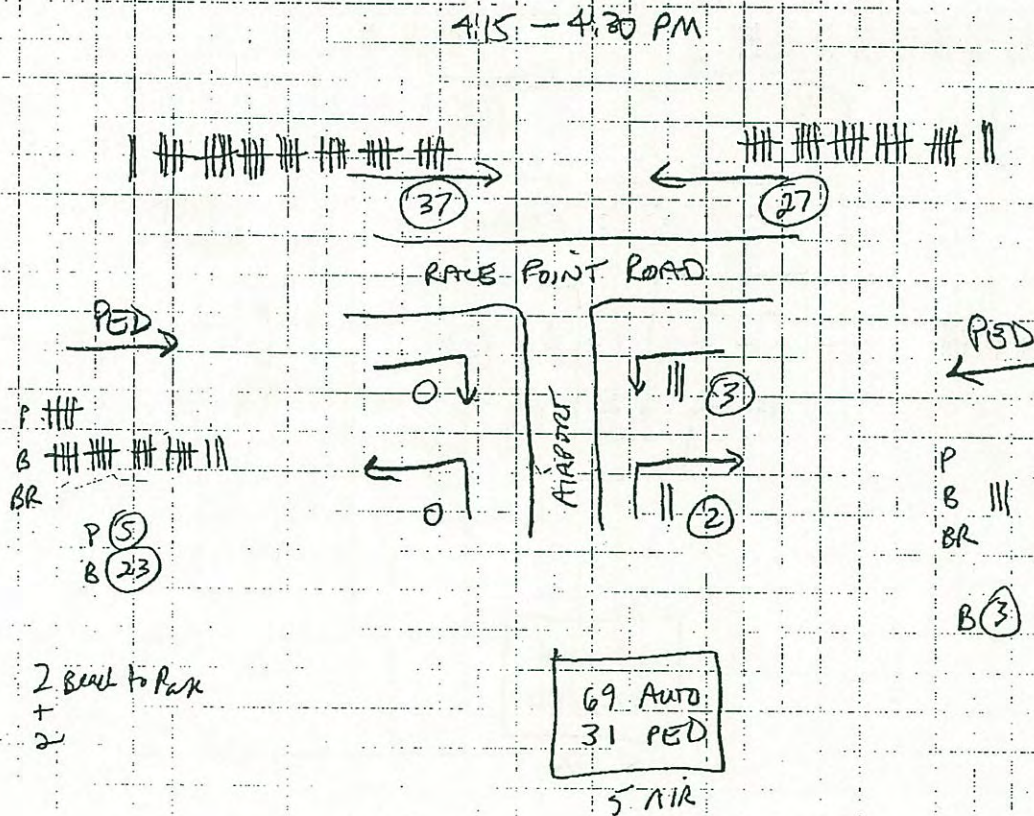 4:15 — 4:30 PM
37
27
RACE POINT ROAD
PED
PED
0
3
AIRPORT
0
2
P
B
BR
P 5
B 23
P
B
BR
B 3
2 Beach to Park
+
2
69 AUTO
31 PED
5 AIR